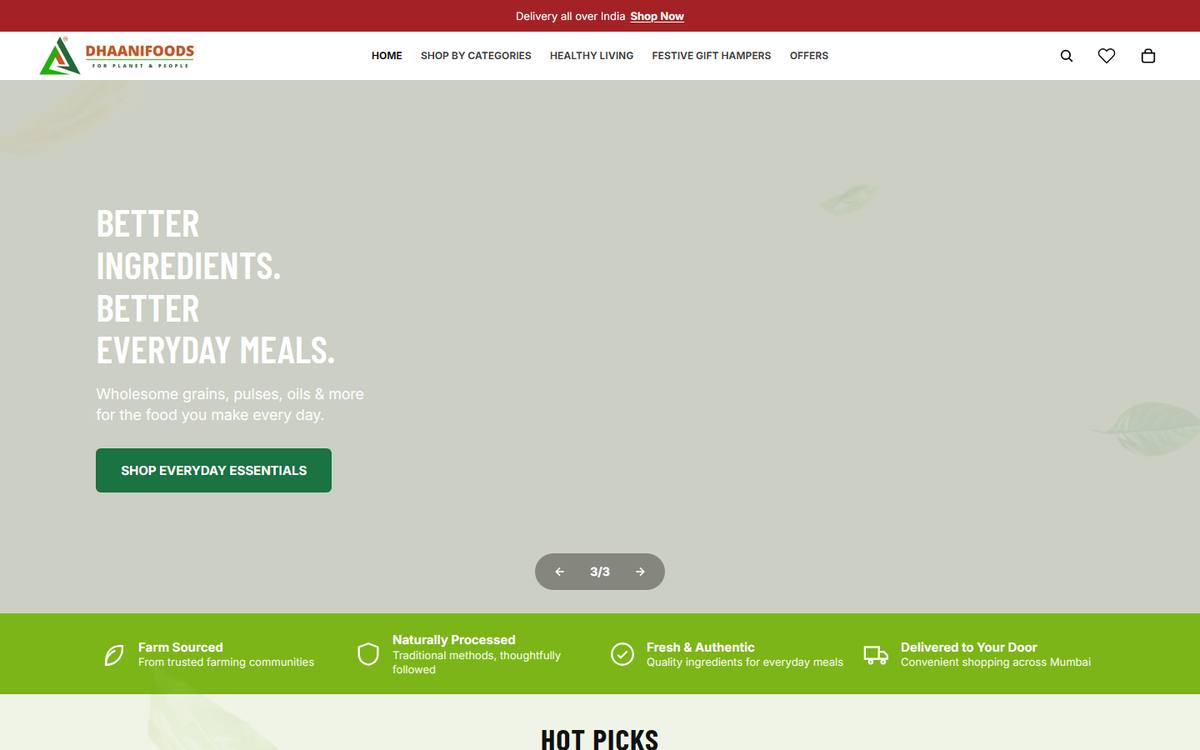 Delivery all over India Shop Now
DHAANIFOODS
FOR PLANET & PEOPLE
HOME SHOP BY CATEGORIES HEALTHY LIVING FESTIVE GIFT HAMPERS OFFERS
BETTER
INGREDIENTS.
BETTER
EVERYDAY MEALS.
Wholesome grains, pulses, oils & more
for the food you make every day.
SHOP EVERYDAY ESSENTIALS
3/3
Farm Sourced
From trusted farming communities
Naturally Processed
Traditional methods, thoughtfully
followed
Fresh & Authentic
Quality ingredients for everyday meals
Delivered to Your Door
Convenient shopping across Mumbai
HOT PICKS